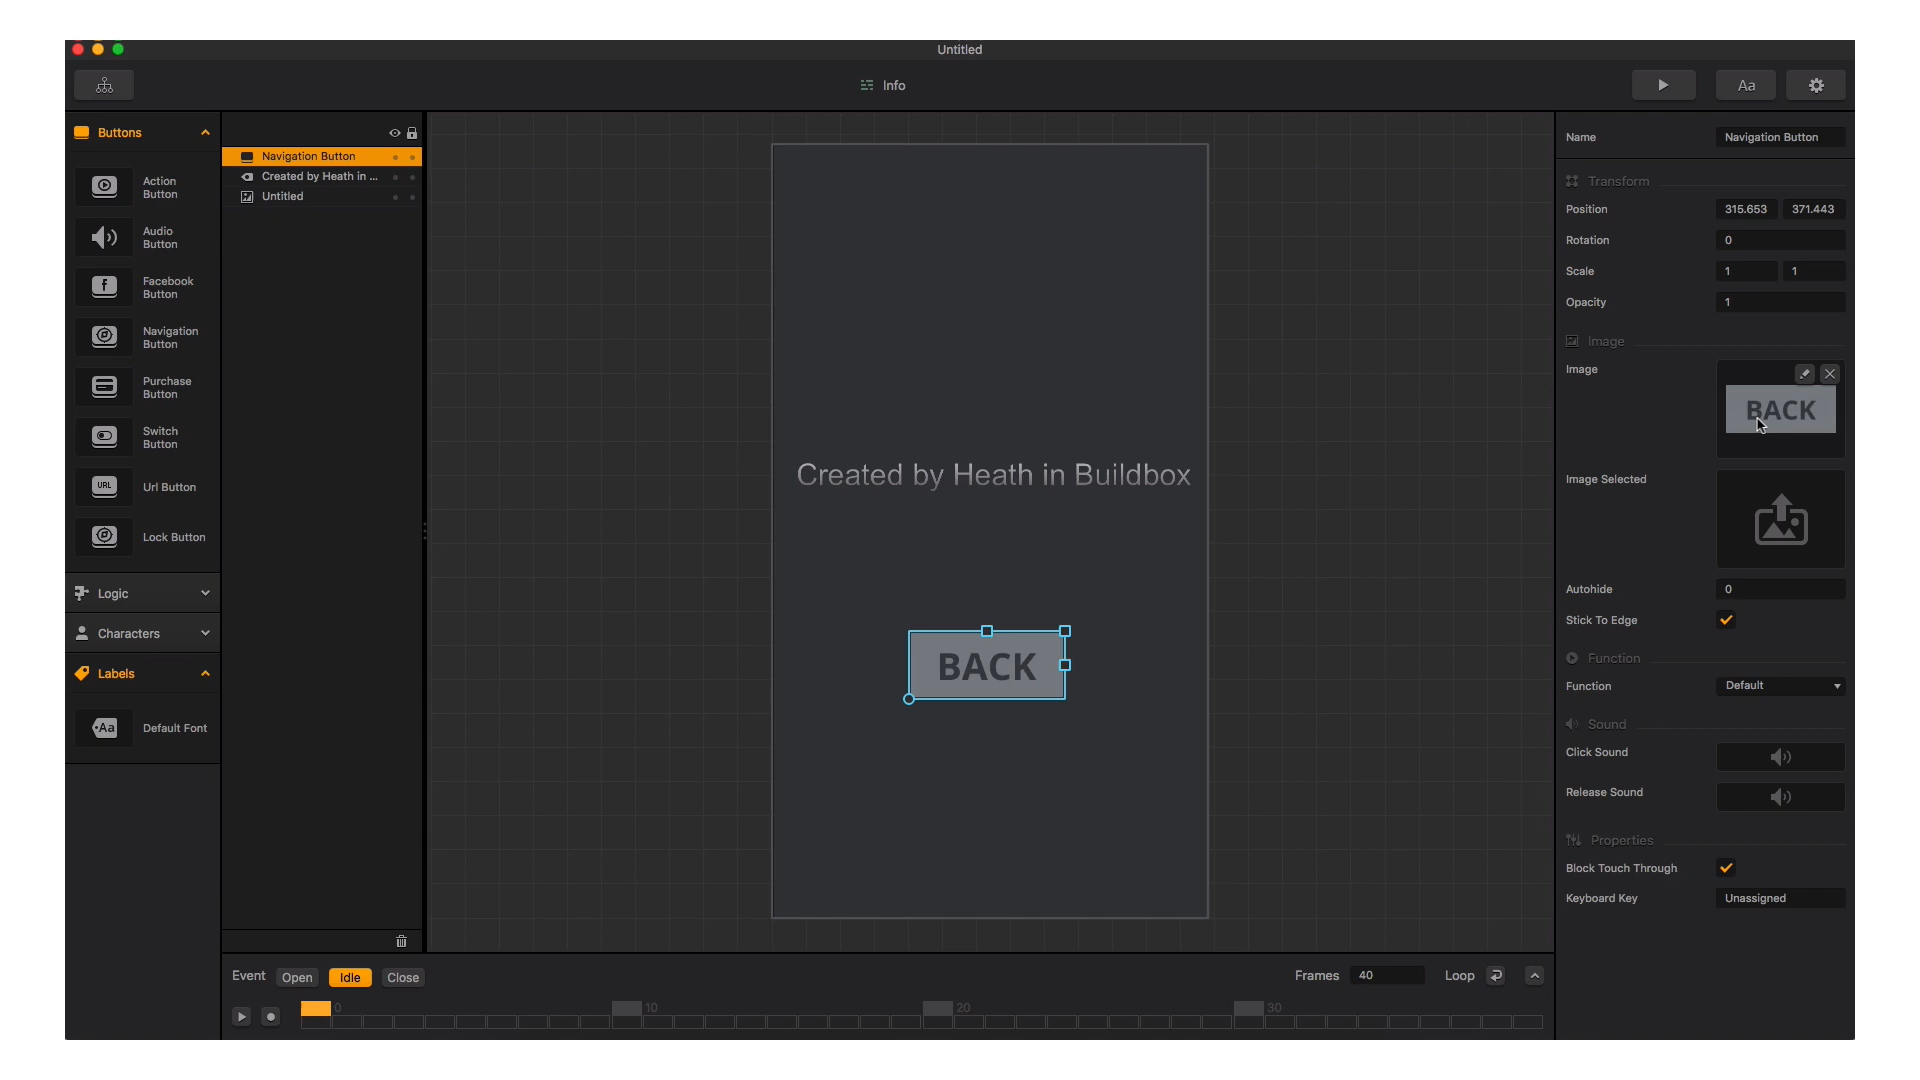 Untitled
Info
Aa
Buttons
Action
Button
Audio
Button
Facebook
Button
Navigation
Button
Purchase
Button
Switch
Button
URL
Url Button
Lock Button
Logic
Characters
Labels
Aa
Default Font
Navigation Button
Created by Heath in ...
Untitled
Created by Heath in Buildbox
BACK
Name
Navigation Button
Transform
Position
315.653
371.443
Rotation
0
Scale
1
1
Opacity
1
Image
Image
BACK
Image Selected
Autohide
0
Stick To Edge
Function
Function
Default
Sound
Click Sound
Release Sound
Properties
Block Touch Through
Keyboard Key
Unassigned
Event
Open
Idle
Close
Frames
40
Loop
0
10
20
30